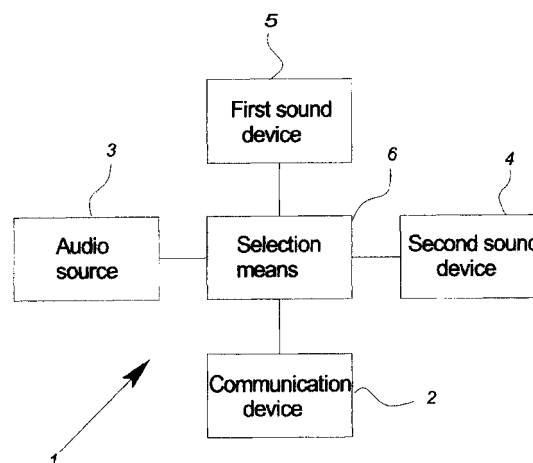 5
First sound
device
3
6
4
Audio
source
Selection
means
Second sound
device
Communication
device
2
1